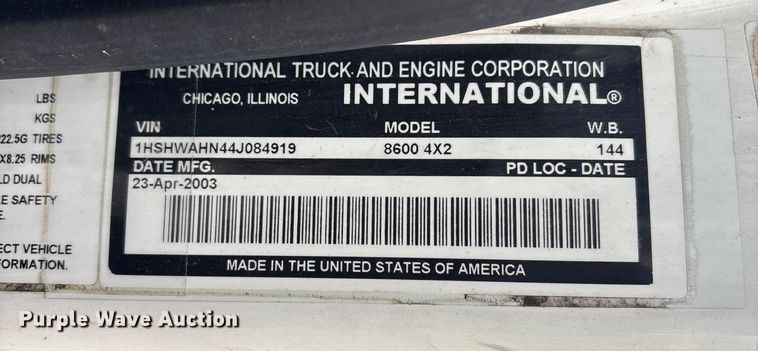 INTERNATIONAL TRUCK AND ENGINE CORPORATION
CHICAGO, ILLINOIS INTERNATIONAL®
VIN MODEL W.B.
1HSHWAHN44J084919 8600 4X2 144
DATE MFG. PD LOC - DATE
23-Apr-2003
MADE IN THE UNITED STATES OF AMERICA
LBS
KGS
22.5G TIRES
X8.25 RIMS
LD DUAL
E SAFETY
E.
ECT VEHICLE
FORMATION.
Purple Wave Auction